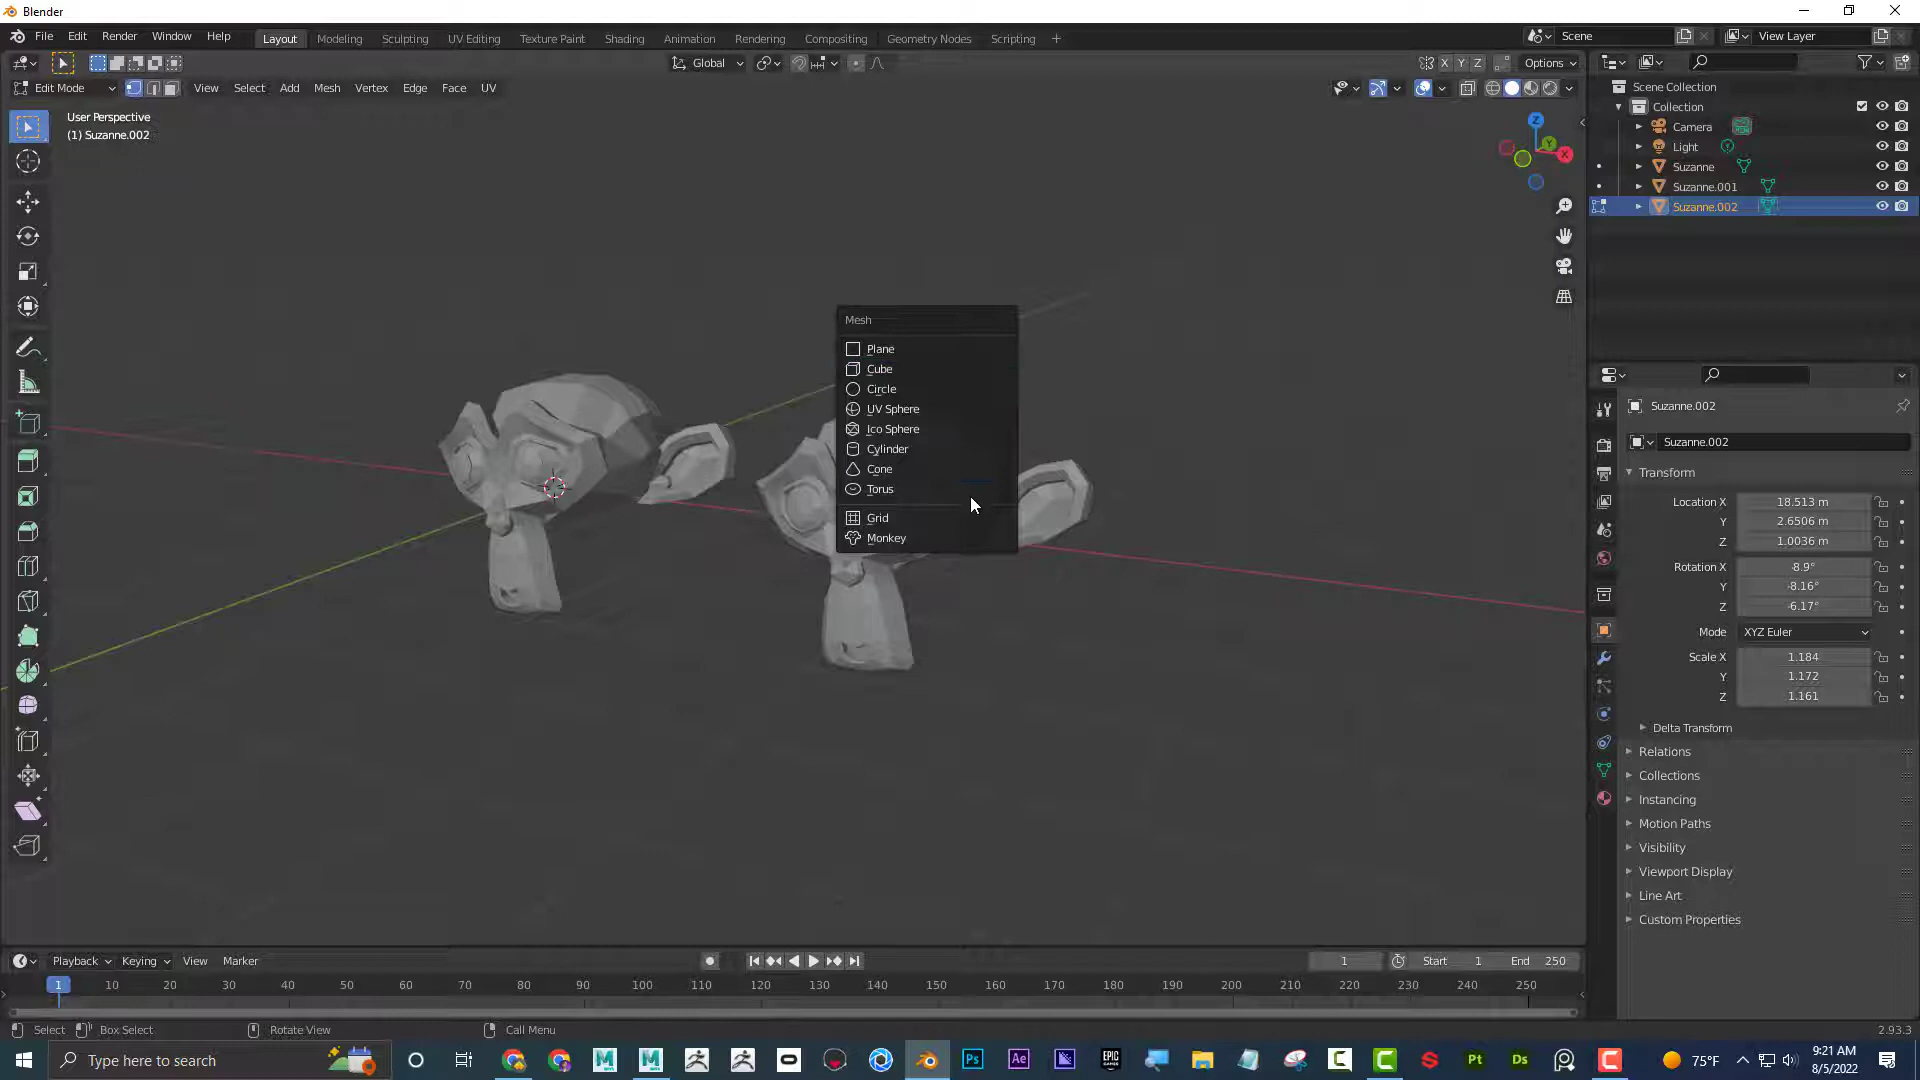 Blender
File Edit Render Window Help
Layout Modeling Sculpting UV Editing Texture Paint Shading Animation Rendering Compositing Geometry Nodes Scripting +
Scene
View Layer
Global
X Y Z
Options
Edit Mode
View Select Add Mesh Vertex Edge Face UV
User Perspective
(1) Suzanne.002
Z
Y
X
Mesh
Plane
Cube
Circle
UV Sphere
Ico Sphere
Cylinder
Cone
Torus
Grid
Monkey
Scene Collection
Collection
Camera
Light
Suzanne
Suzanne.001
Suzanne.002
Suzanne.002
Suzanne.002
Transform
Location X 18.513 m
Y 2.6506 m
Z 1.0036 m
Rotation X -8.9°
Y -8.16°
Z -6.17°
Mode XYZ Euler
Scale X 1.184
Y 1.172
Z 1.161
Delta Transform
Relations
Collections
Instancing
Motion Paths
Visibility
Viewport Display
Line Art
Custom Properties
Playback Keying View Marker
1
Start 1 End 250
1 10 20 30 40 50 60 70 80 90 100 110 120 130 140 150 160 170 180 190 200 210 220 230 240 250
Select Box Select Rotate View Call Menu
2.93.3
Type here to search
M
M
Ps
Ae
EPIC
Pt
Ds
75°F
9:21 AM
8/5/2022